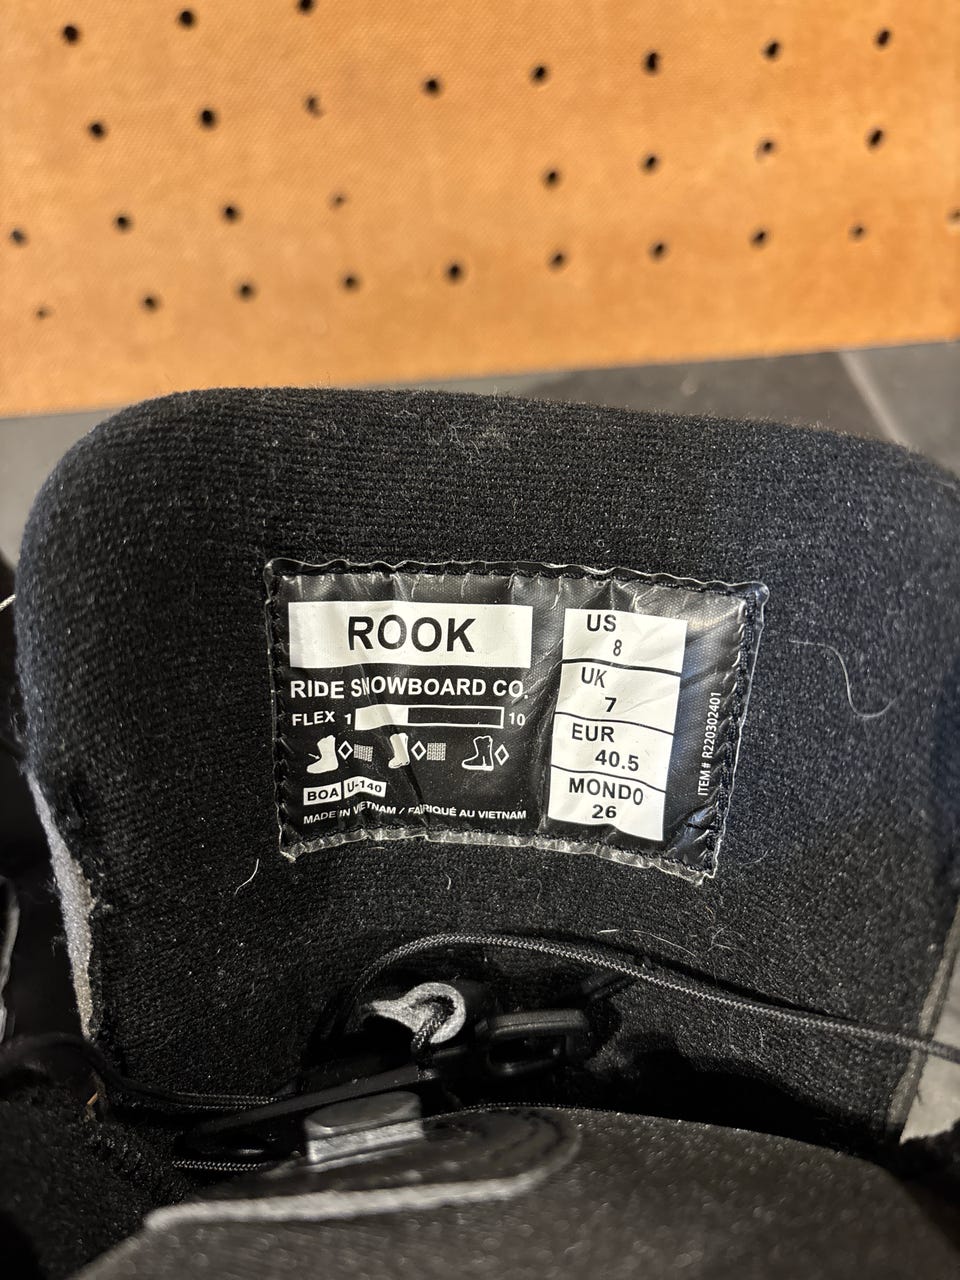 ROOK
RIDE SNOWBOARD CO.
FLEX 1 10
BOA U-140
MADE IN VIETNAM / FABRIQUÉ AU VIETNAM
US
8
UK
7
EUR
40.5
MONDO
26
ITEM# R220302401